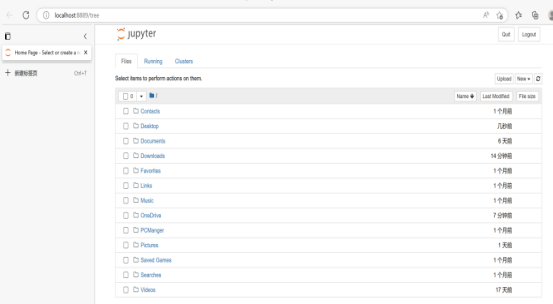 localhost:8889/tree
Home Page - Select or create a n
新建标签页 Ctrl+T
jupyter
Quit Logout
Files Running Clusters
Select items to perform actions on them.
Upload New
0 / Name Last Modified File size
Contacts 1 个月前
Desktop 几秒前
Documents 6 天前
Downloads 14 分钟前
Favorites 1 个月前
Links 1 个月前
Music 1 个月前
OneDrive 7 分钟前
PCManger 1 个月前
Pictures 1 天前
Saved Games 1 个月前
Searches 1 个月前
Videos 17 天前